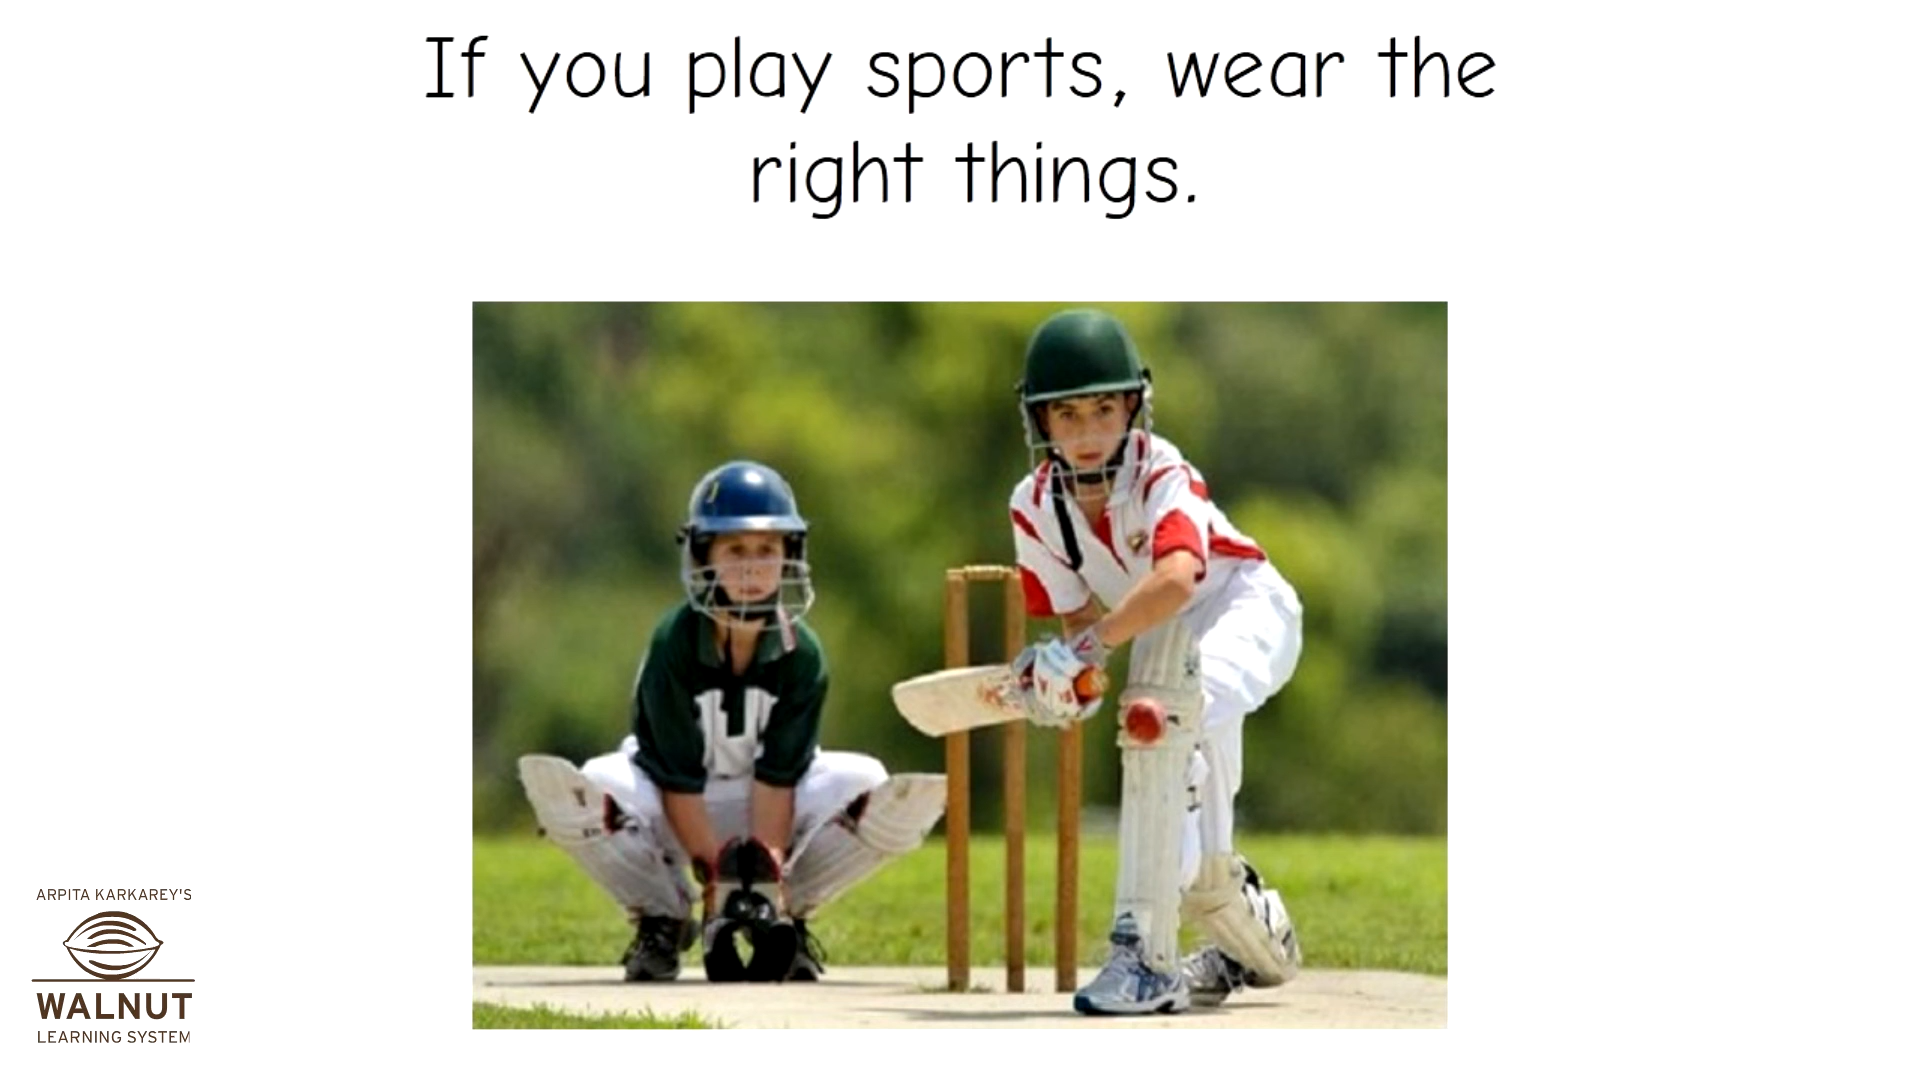 If you play sports, wear the
right things.
ARPITA KARKAREY'S
WALNUT
LEARNING SYSTEM